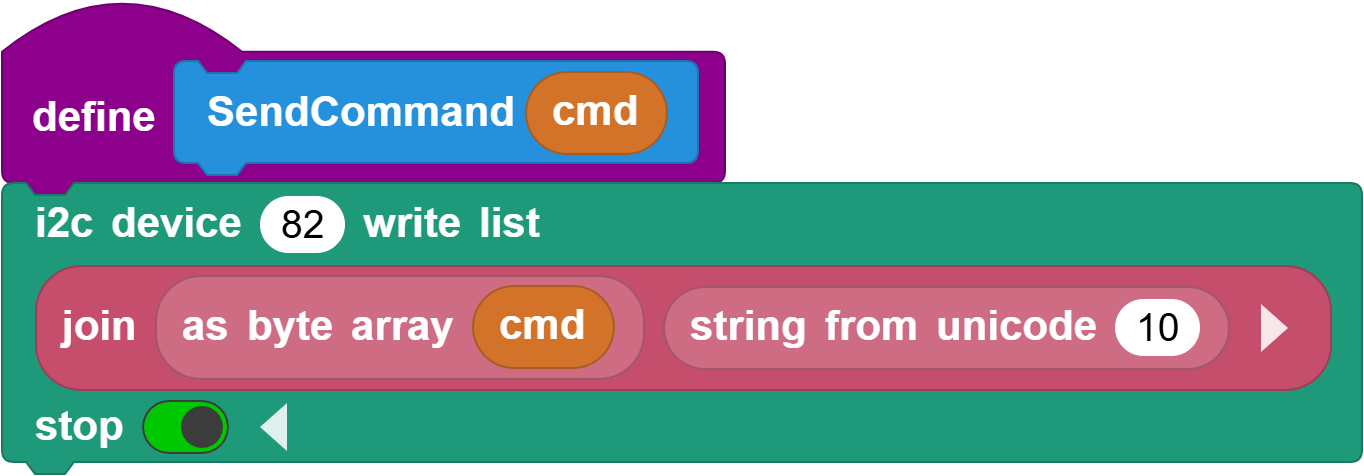 define SendCommand cmd
i2c device 82 write list
join as byte array cmd string from unicode 10
stop